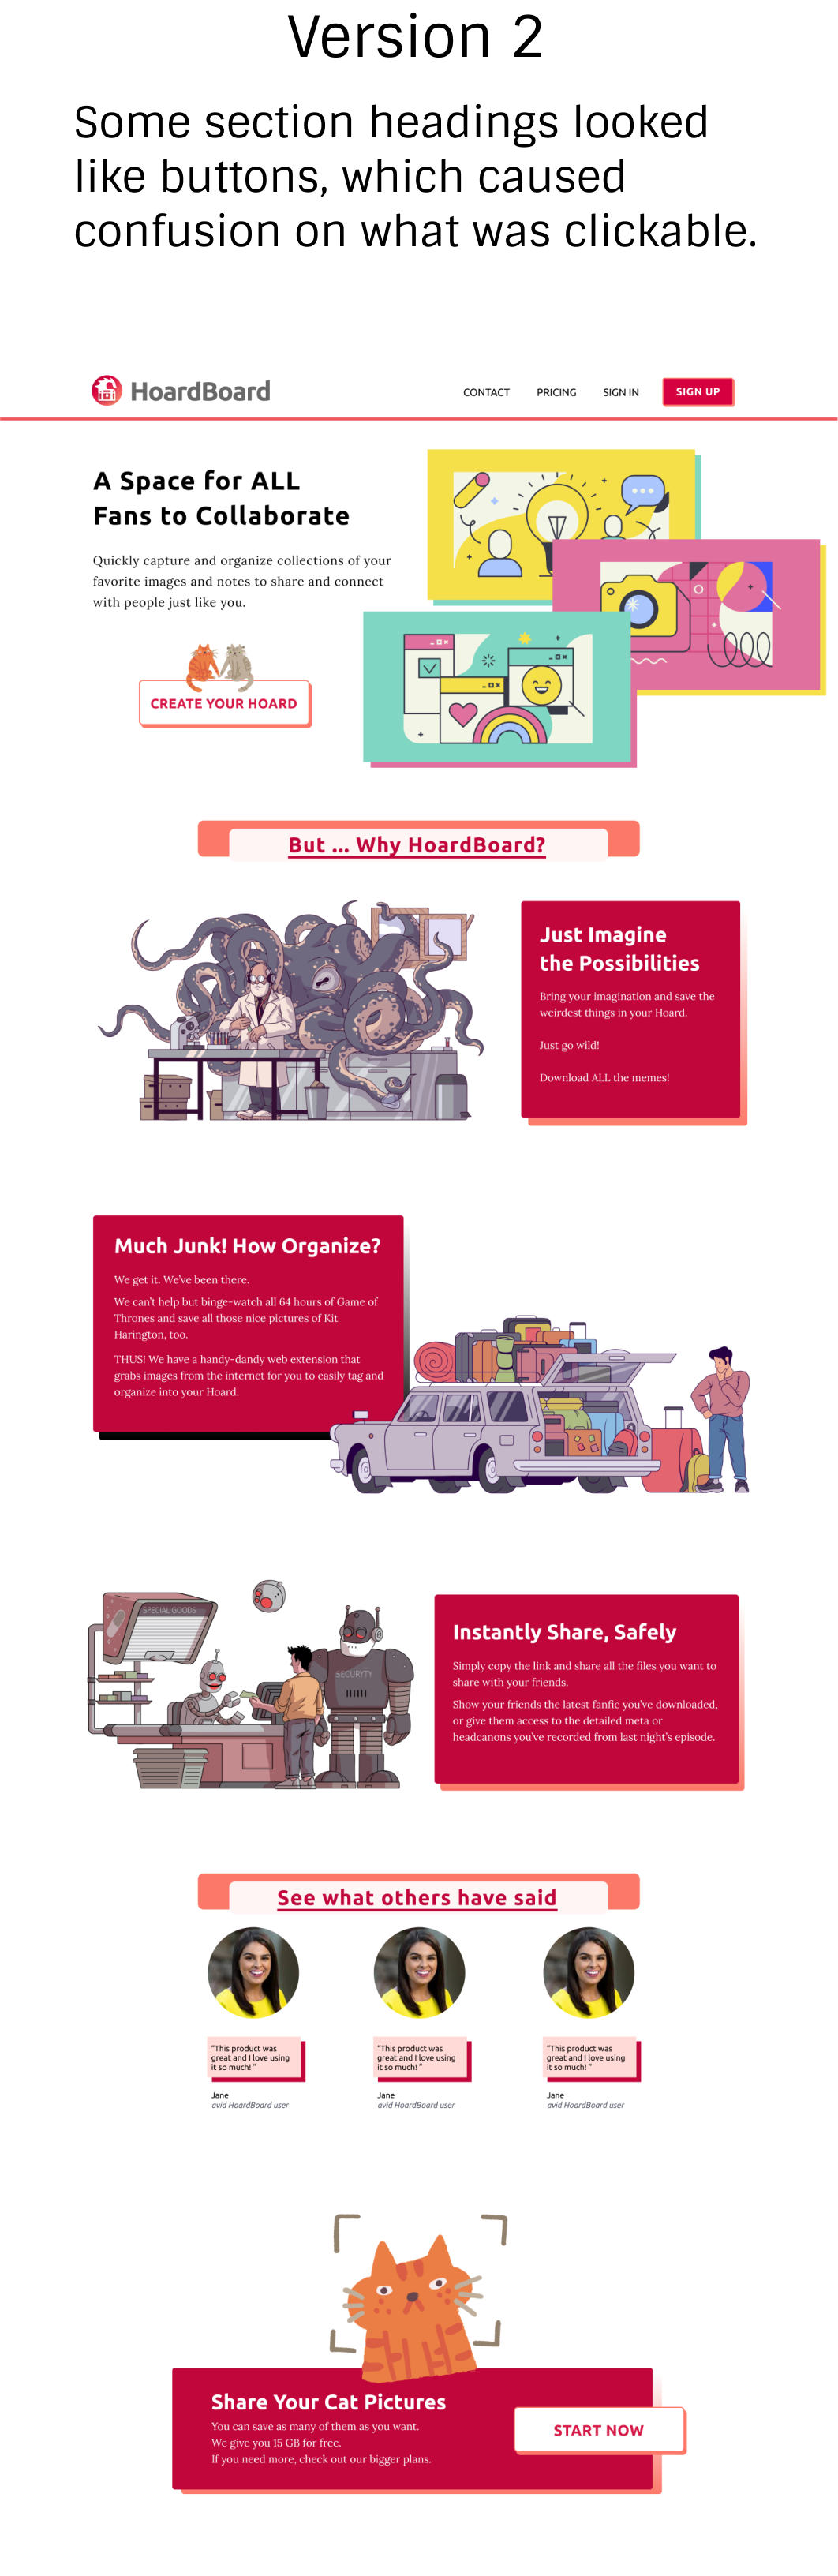 Version 2
Some section headings looked
like buttons, which caused
confusion on what was clickable.
HoardBoard
CONTACT
PRICING
SIGN IN
SIGN UP
A Space for ALL
Fans to Collaborate
Quickly capture and organize collections of your
favorite images and notes to share and connect
with people just like you.
CREATE YOUR HOARD
But ... Why HoardBoard?
Just Imagine
the Possibilities
Bring your imagination and save the
weirdest things in your Hoard.
Just go wild!
Download ALL the memes!
Much Junk! How Organize?
We get it. We've been there.
We can't help but binge-watch all 64 hours of Game of
Thrones and save all those nice pictures of Kit
Harington, too.
THUS! We have a handy-dandy web extension that
grabs images from the internet for you to easily tag and
organize into your Hoard.
SPECIAL GOODS
SECURITY
Instantly Share, Safely
Simply copy the link and share all the files you want to
share with your friends.
Show your friends the latest fanfic you've downloaded,
or give them access to the detailed meta or
headcanons you've recorded from last night's episode.
See what others have said
"This product was
great and I love using
it so much! "
Jane
avid HoardBoard user
"This product was
great and I love using
it so much! "
Jane
avid HoardBoard user
"This product was
great and I love using
it so much! "
Jane
avid HoardBoard user
Share Your Cat Pictures
You can save as many of them as you want.
We give you 15 GB for free.
If you need more, check out our bigger plans.
START NOW